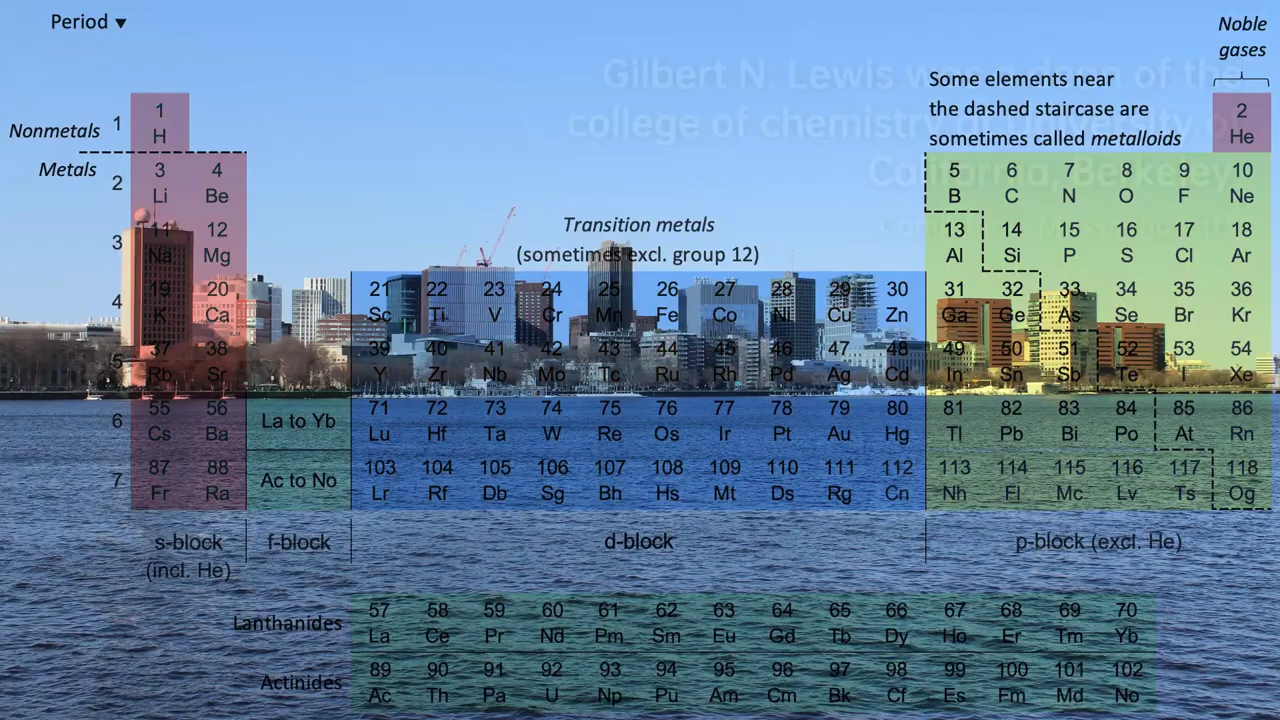 Period ▼
Noble
gases
Gilbert N. Lewis was a dean of the
college of chemistry at University of
California, Berkeley
Some elements near
the dashed staircase are
sometimes called metalloids
Nonmetals 1
1 2
H He
Metals
2 3 4 5 6 7 8 9 10
Li Be B C N O F Ne
3 11 12 13 14 15 16 17 18
Na Mg Al Si P S Cl Ar
Transition metals
(sometimes excl. group 12)
4 19 20 21 22 23 24 25 26 27 28 29 30 31 32 33 34 35 36
K Ca Sc Ti V Cr Mn Fe Co Ni Cu Zn Ga Ge As Se Br Kr
5 37 38 39 40 41 42 43 44 45 46 47 48 49 50 51 52 53 54
Rb Sr Y Zr Nb Mo Tc Ru Rh Pd Ag Cd In Sn Sb Te I Xe
6 55 56 La to Yb 71 72 73 74 75 76 77 78 79 80 81 82 83 84 85 86
Cs Ba Lu Hf Ta W Re Os Ir Pt Au Hg Tl Pb Bi Po At Rn
7 87 88 Ac to No 103 104 105 106 107 108 109 110 111 112 113 114 115 116 117 118
Fr Ra Lr Rf Db Sg Bh Hs Mt Ds Rg Cn Nh Fl Mc Lv Ts Og
s-block f-block d-block p-block (excl. He)
(incl. He)
Lanthanides
57 58 59 60 61 62 63 64 65 66 67 68 69 70
La Ce Pr Nd Pm Sm Eu Gd Tb Dy Ho Er Tm Yb
Actinides
89 90 91 92 93 94 95 96 97 98 99 100 101 102
Ac Th Pa U Np Pu Am Cm Bk Cf Es Fm Md No